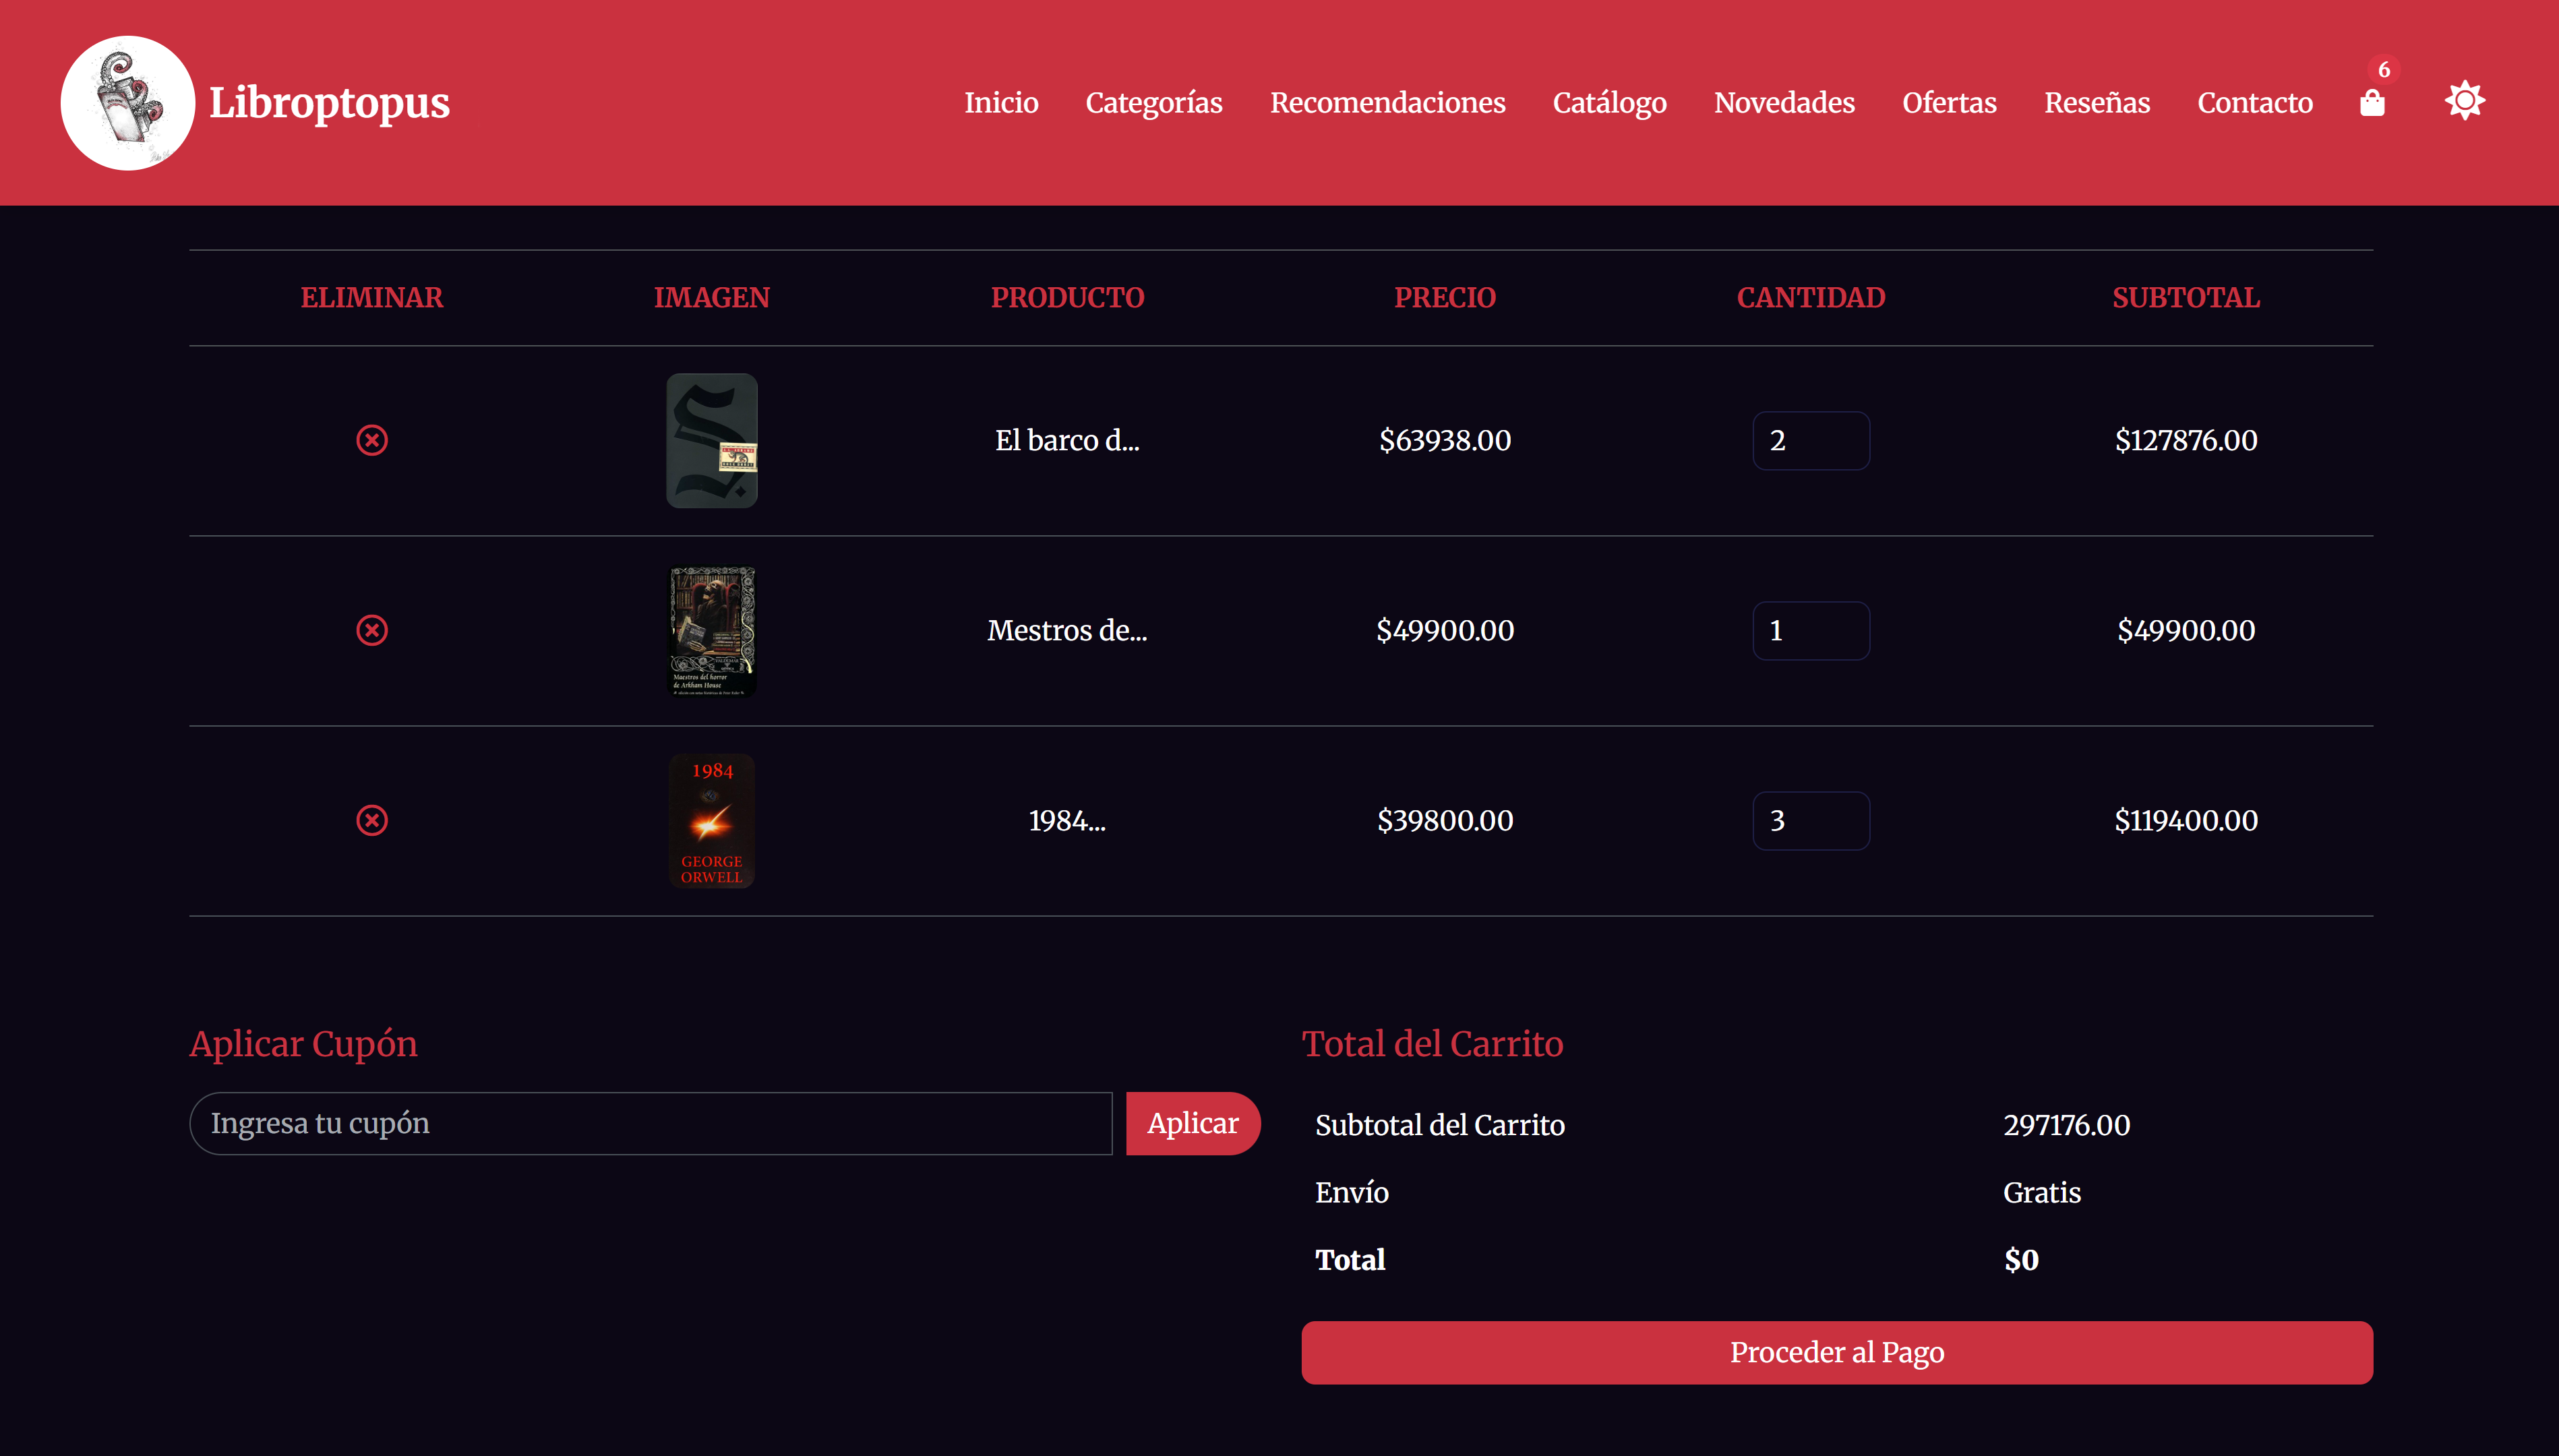 Libroptopus
Inicio Categorías Recomendaciones Catálogo Novedades Ofertas Reseñas Contacto 6
ELIMINAR IMAGEN PRODUCTO PRECIO CANTIDAD SUBTOTAL
El barco d... $63938.00 2 $127876.00
Mestros de... $49900.00 1 $49900.00
Maestros del horror
de Arkham House
1984
1984... $39800.00 3 $119400.00
GEORGE
ORWELL
Aplicar Cupón
Ingresa tu cupón Aplicar
Total del Carrito
Subtotal del Carrito 297176.00
Envío Gratis
Total $0
Proceder al Pago